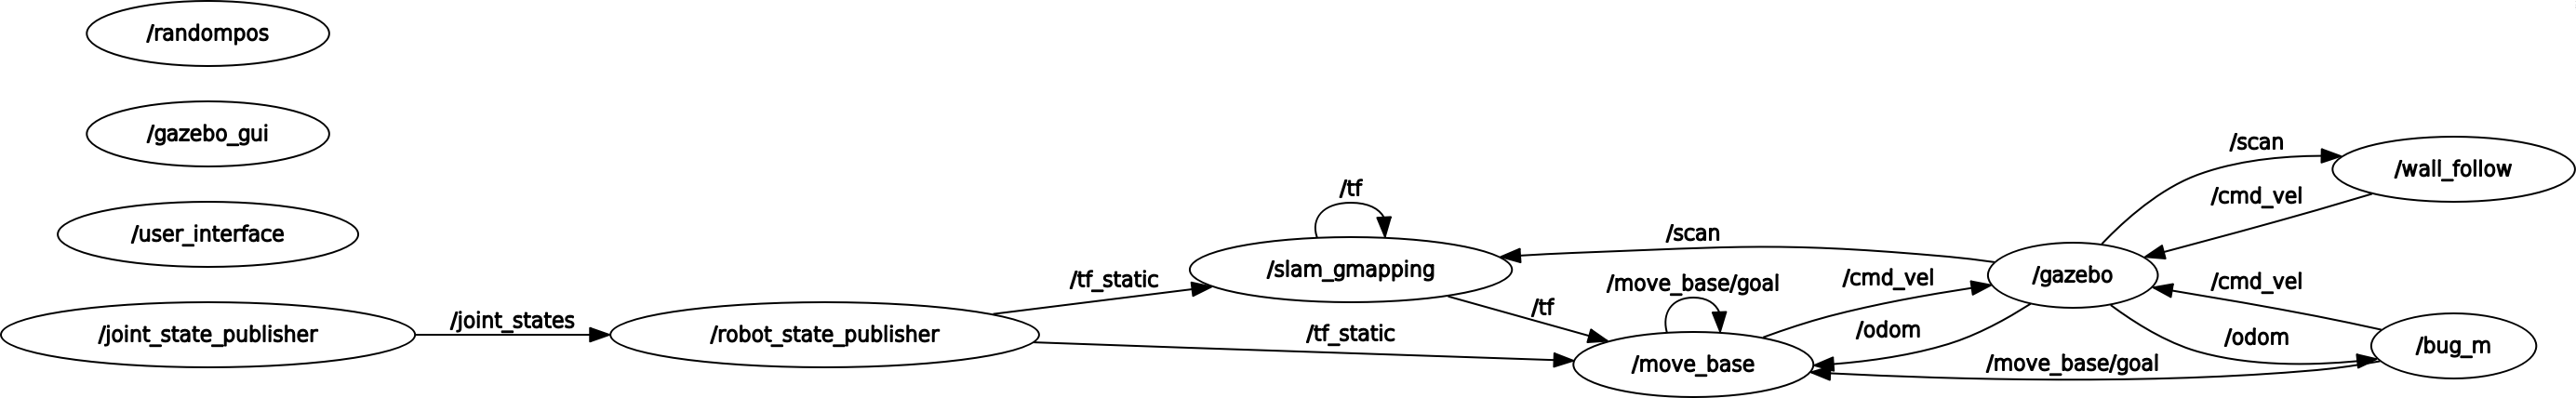 /randompos
/gazebo_gui
/user_interface
/joint_state_publisher
/joint_states
/robot_state_publisher
/tf_static
/tf_static
/tf
/slam_gmapping
/tf
/scan
/move_base/goal
/move_base
/cmd_vel
/odom
/move_base/goal
/gazebo
/scan
/cmd_vel
/wall_follow
/cmd_vel
/odom
/bug_m